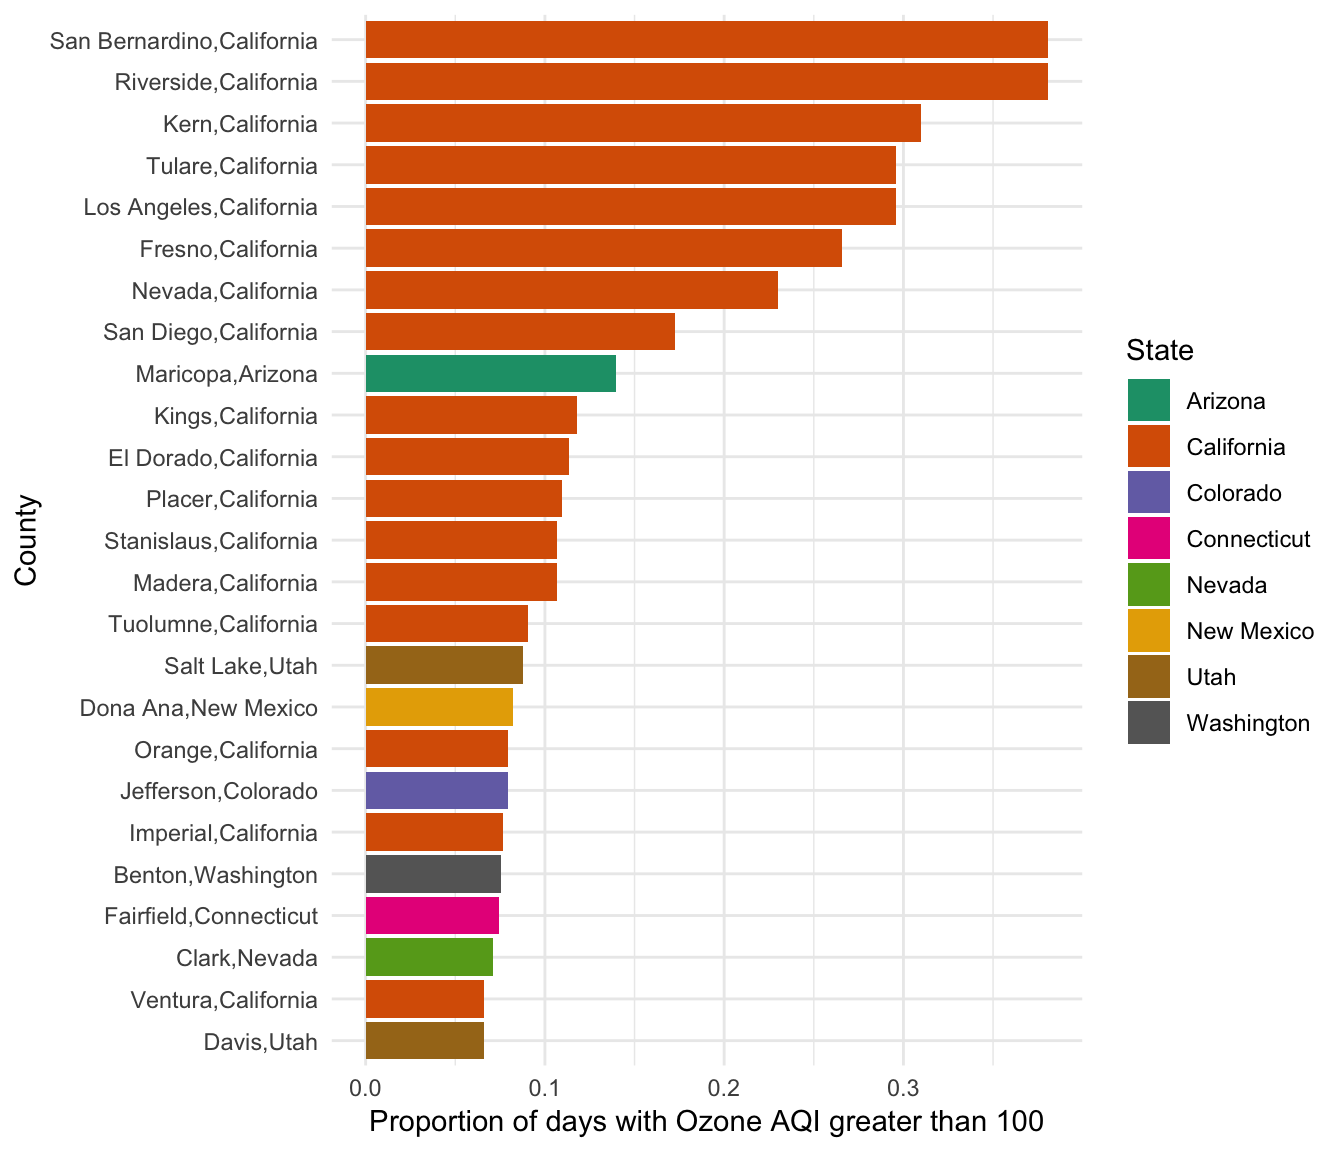 San Bernardino,California
Riverside,California
Kern,California
Tulare,California
Los Angeles,California
Fresno,California
Nevada,California
San Diego,California
Maricopa,Arizona
Kings,California
El Dorado,California
Placer,California
Stanislaus,California
Madera,California
Tuolumne,California
Salt Lake,Utah
Dona Ana,New Mexico
Orange,California
Jefferson,Colorado
Imperial,California
Benton,Washington
Fairfield,Connecticut
Clark,Nevada
Ventura,California
Davis,Utah
County
0.0 0.1 0.2 0.3
Proportion of days with Ozone AQI greater than 100
State
Arizona
California
Colorado
Connecticut
Nevada
New Mexico
Utah
Washington